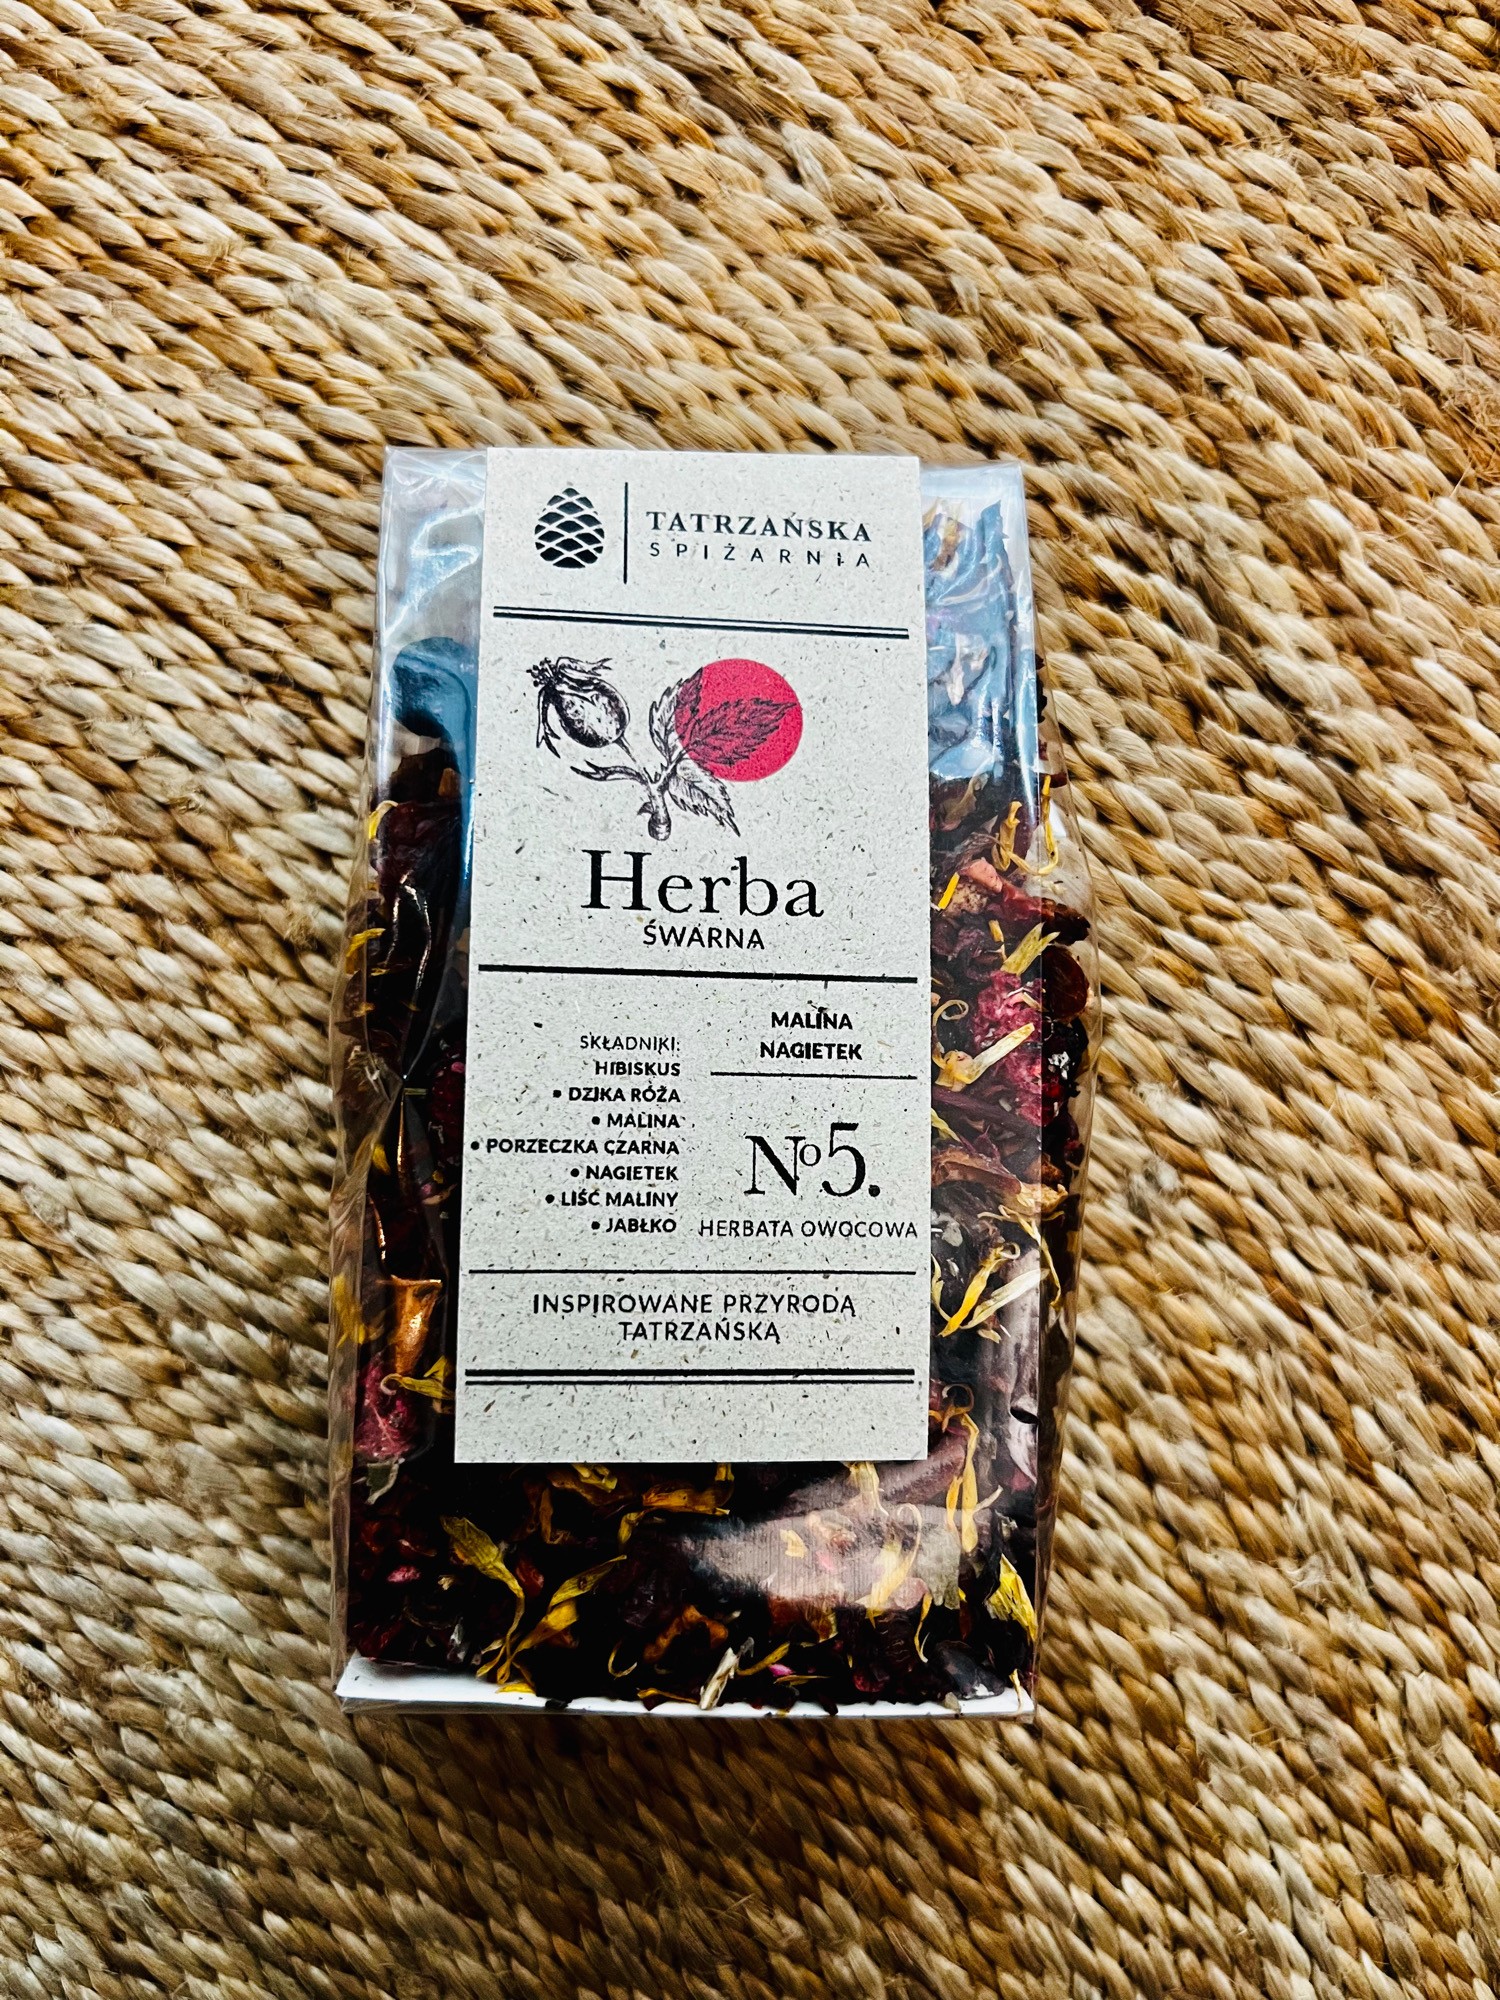 TATRZAŃSKA
SPIŻARNIA
Herba
ŚWARNA
SKŁADNIKI:
HIBISKUS
• DZIKA RÓŻA
• MALINA
• PORZECZKA CZARNA
• NAGIETEK
• LIŚĆ MALINY
• JABŁKO
MALINA
NAGIETEK
Nº5.
HERBATA OWOCOWA
INSPIROWANE PRZYRODĄ
TATRZAŃSKĄ